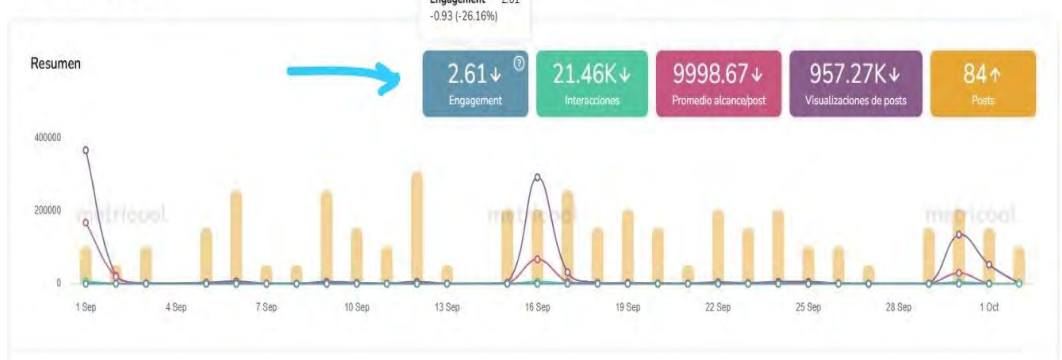 Engagement 2.61
-0.93 (-26.16%)
Resumen
2.61↓ ?
Engagement
21.46K↓
Interacciones
9998.67↓
Promedio alcance/post
957.27K↓
Visualizaciones de posts
84↑
Posts
400000
200000
0
metricool
metricool
metricool
1 Sep
4 Sep
7 Sep
10 Sep
13 Sep
16 Sep
19 Sep
22 Sep
25 Sep
28 Sep
1 Oct